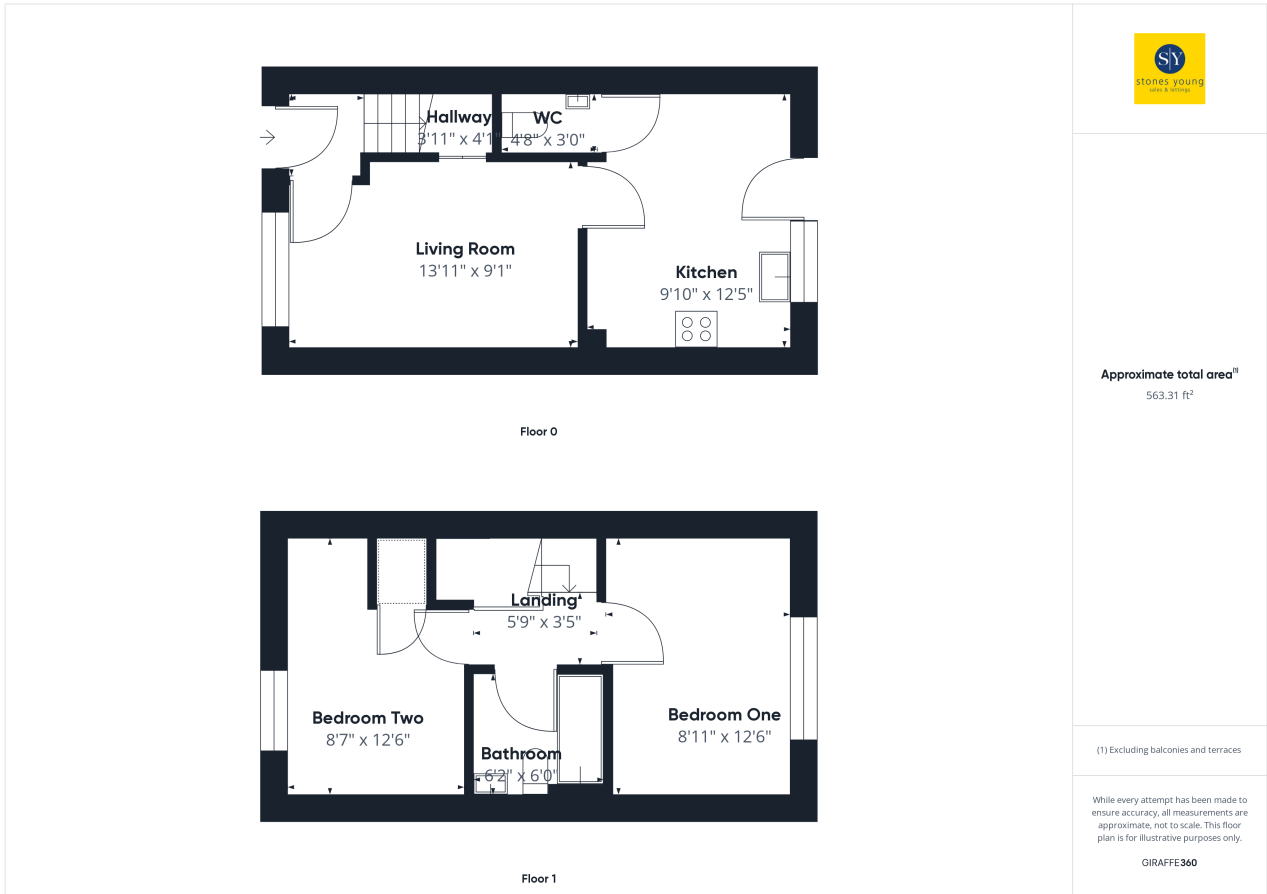 Hallway
3'11" x 4'1"
WC
4'8" x 3'0"
Living Room
13'11" x 9'1"
Kitchen
9'10" x 12'5"
Floor 0
Landing
5'9" x 3'5"
Bedroom Two
8'7" x 12'6"
Bathroom
6'2" x 6'0"
Bedroom One
8'11" x 12'6"
Floor 1
S|Y
stones young
sales & lettings
Approximate total area(1)
563.31 ft²
(1) Excluding balconies and terraces
While every attempt has been made to
ensure accuracy, all measurements are
approximate, not to scale. This floor
plan is for illustrative purposes only.
GIRAFFE360